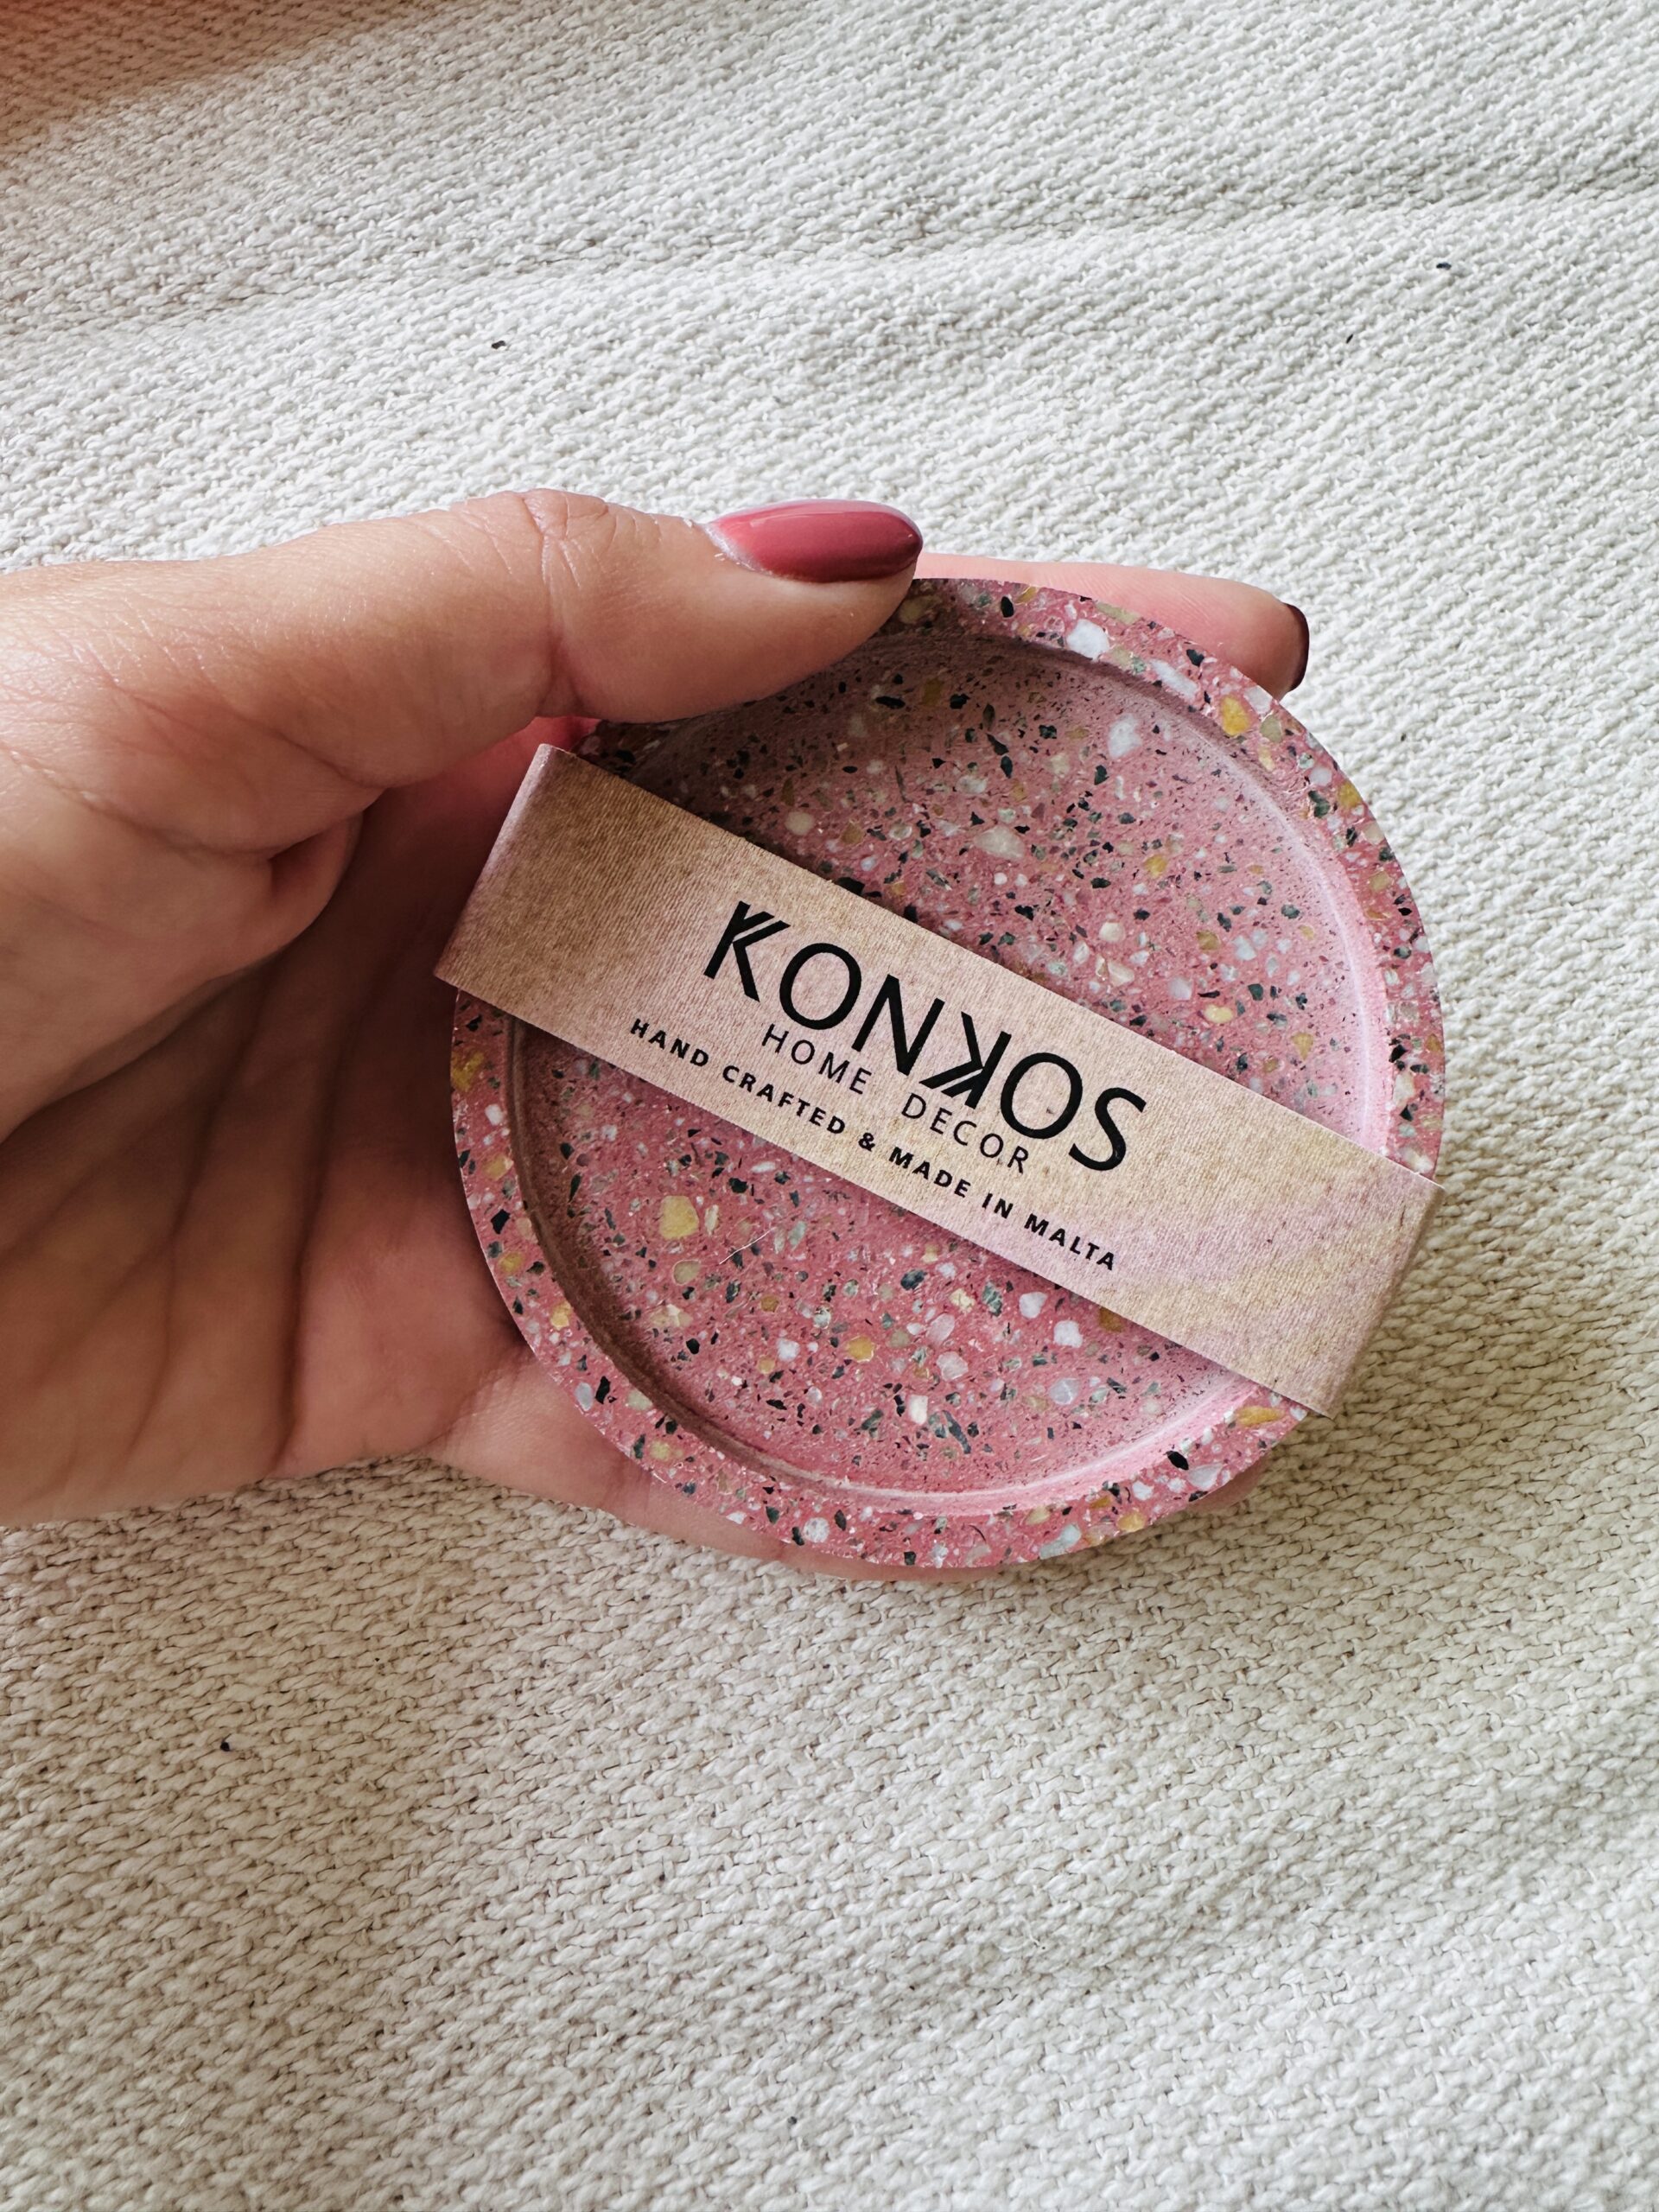 KONKOS
HOME DECOR
HAND CRAFTED & MADE IN MALTA